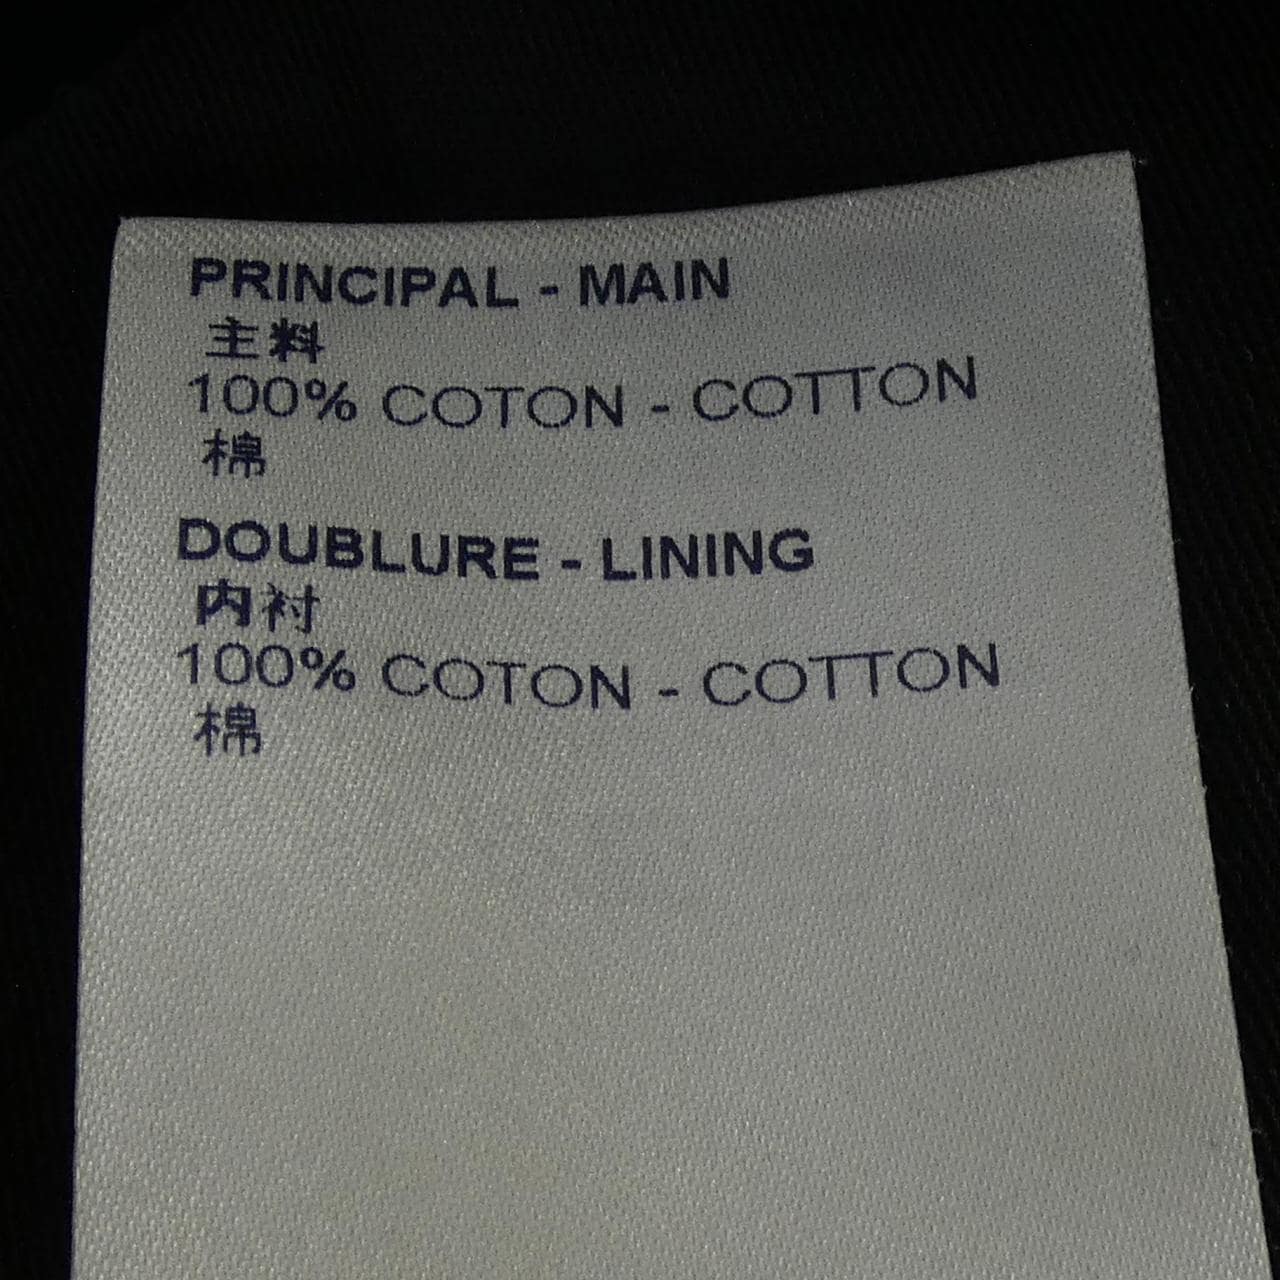 PRINCIPAL - MAIN
主料
100% COTON - COTTON
棉
DOUBLURE - LINING
内衬
100% COTON - COTTON
棉